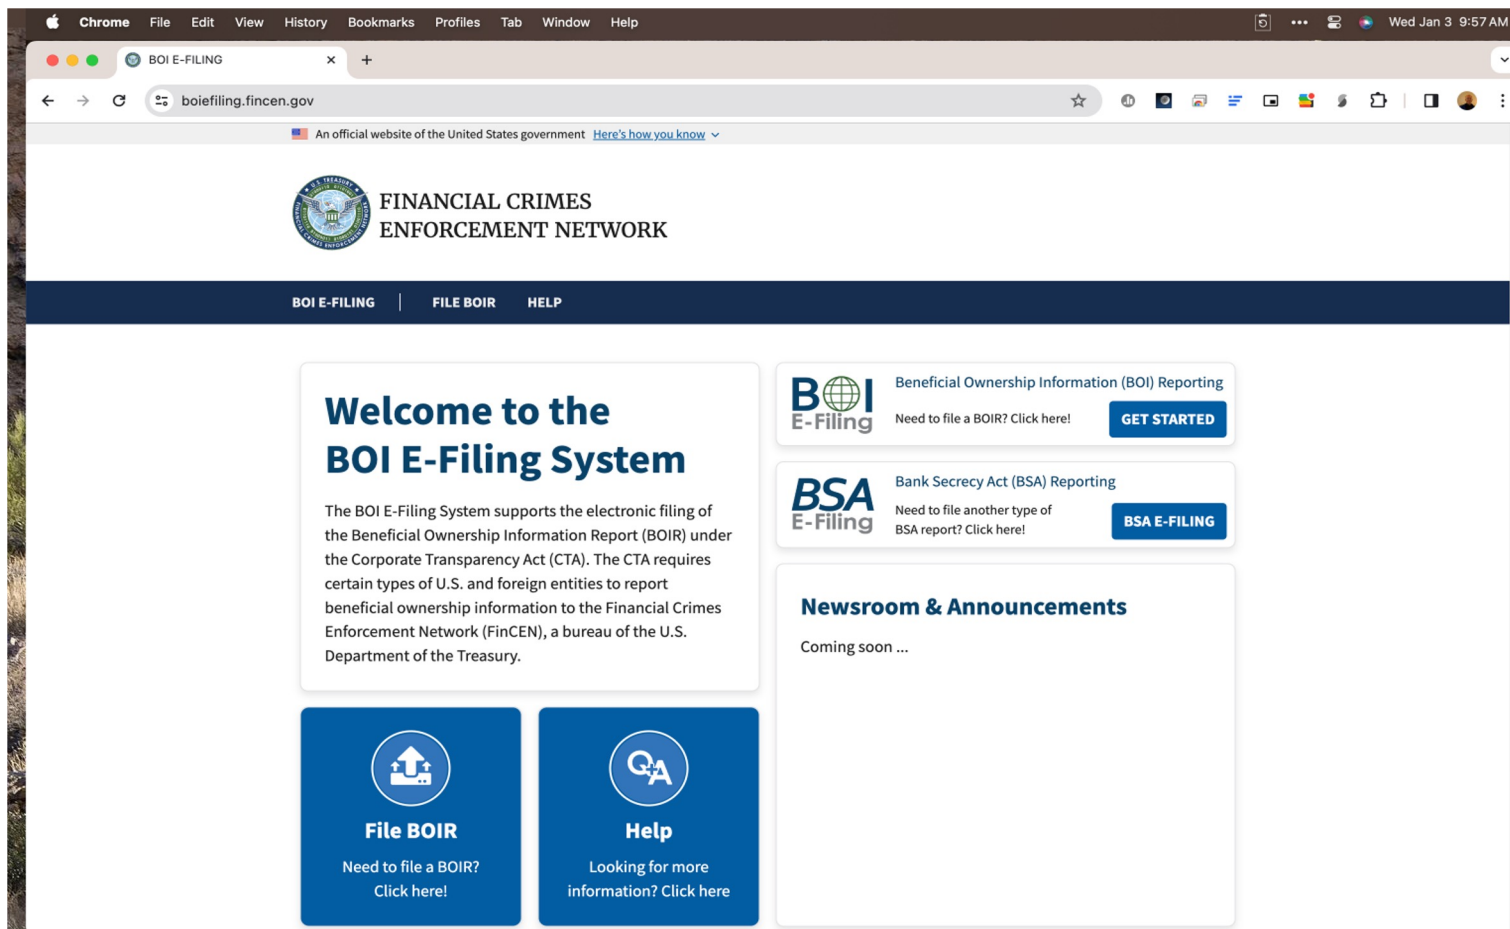 Chrome File Edit View History Bookmarks Profiles Tab Window Help
Wed Jan 3 9:57 AM
BOI E-FILING
boiefiling.fincen.gov
An official website of the United States government Here's how you know
FINANCIAL CRIMES
ENFORCEMENT NETWORK
BOI E-FILING FILE BOIR HELP
Welcome to the
BOI E-Filing System
The BOI E-Filing System supports the electronic filing of
the Beneficial Ownership Information Report (BOIR) under
the Corporate Transparency Act (CTA). The CTA requires
certain types of U.S. and foreign entities to report
beneficial ownership information to the Financial Crimes
Enforcement Network (FinCEN), a bureau of the U.S.
Department of the Treasury.
File BOIR
Need to file a BOIR?
Click here!
Q+A
Help
Looking for more
information? Click here
BOI
E-Filing
Beneficial Ownership Information (BOI) Reporting
Need to file a BOIR? Click here!
GET STARTED
BSA
E-Filing
Bank Secrecy Act (BSA) Reporting
Need to file another type of
BSA report? Click here!
BSA E-FILING
Newsroom & Announcements
Coming soon ...